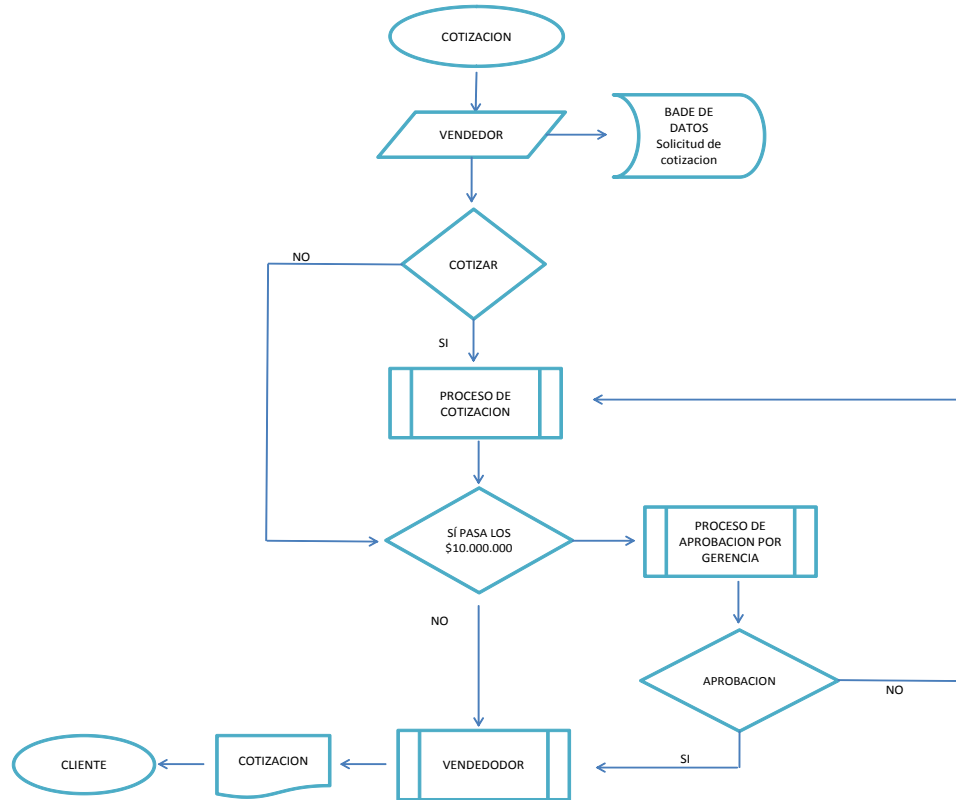 COTIZACION
VENDEDOR
BADE DE
DATOS
Solicitud de
cotizacion
NO
COTIZAR
SI
PROCESO DE
COTIZACION
SÍ PASA LOS
$10.000.000
PROCESO DE
APROBACION POR
GERENCIA
NO
APROBACION
NO
SI
CLIENTE
COTIZACION
VENDEDODOR